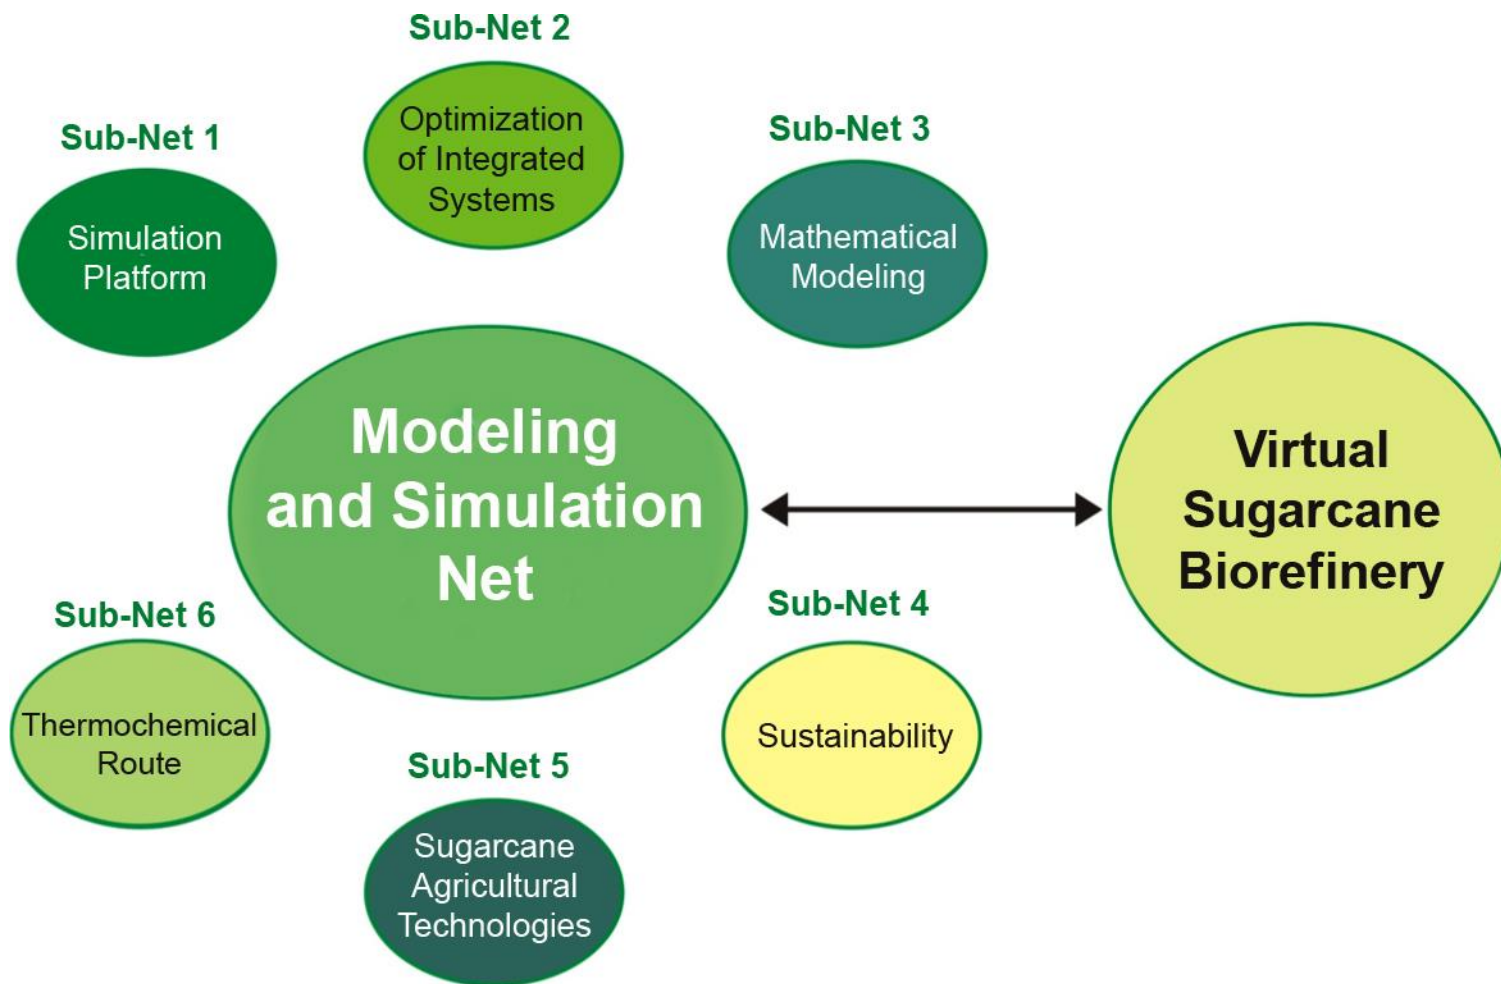 Sub-Net 1
Simulation
Platform
Sub-Net 2
Optimization
of Integrated
Systems
Sub-Net 3
Mathematical
Modeling
Modeling
and Simulation
Net
Virtual
Sugarcane
Biorefinery
Sub-Net 4
Sustainability
Sub-Net 5
Sugarcane
Agricultural
Technologies
Sub-Net 6
Thermochemical
Route